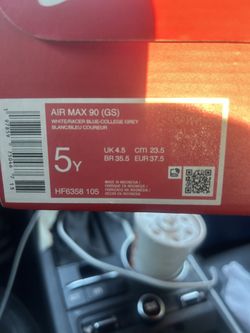 AIR MAX 90 (GS)
WHITE/RACER BLUE-COLLEGE GREY
BLANC/BLEU COUREUR
5Y
UK 4.5 cm 23.5
BR 35.5 EUR 37.5
HF6358 105
MADE IN INDONESIA